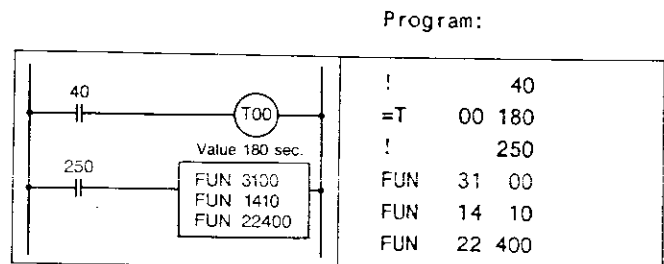 Program:
40
T00
Value 180 sec.
250
FUN 3100
FUN 1410
FUN 22400
! 40
=T 00 180
! 250
FUN 31 00
FUN 14 10
FUN 22 400